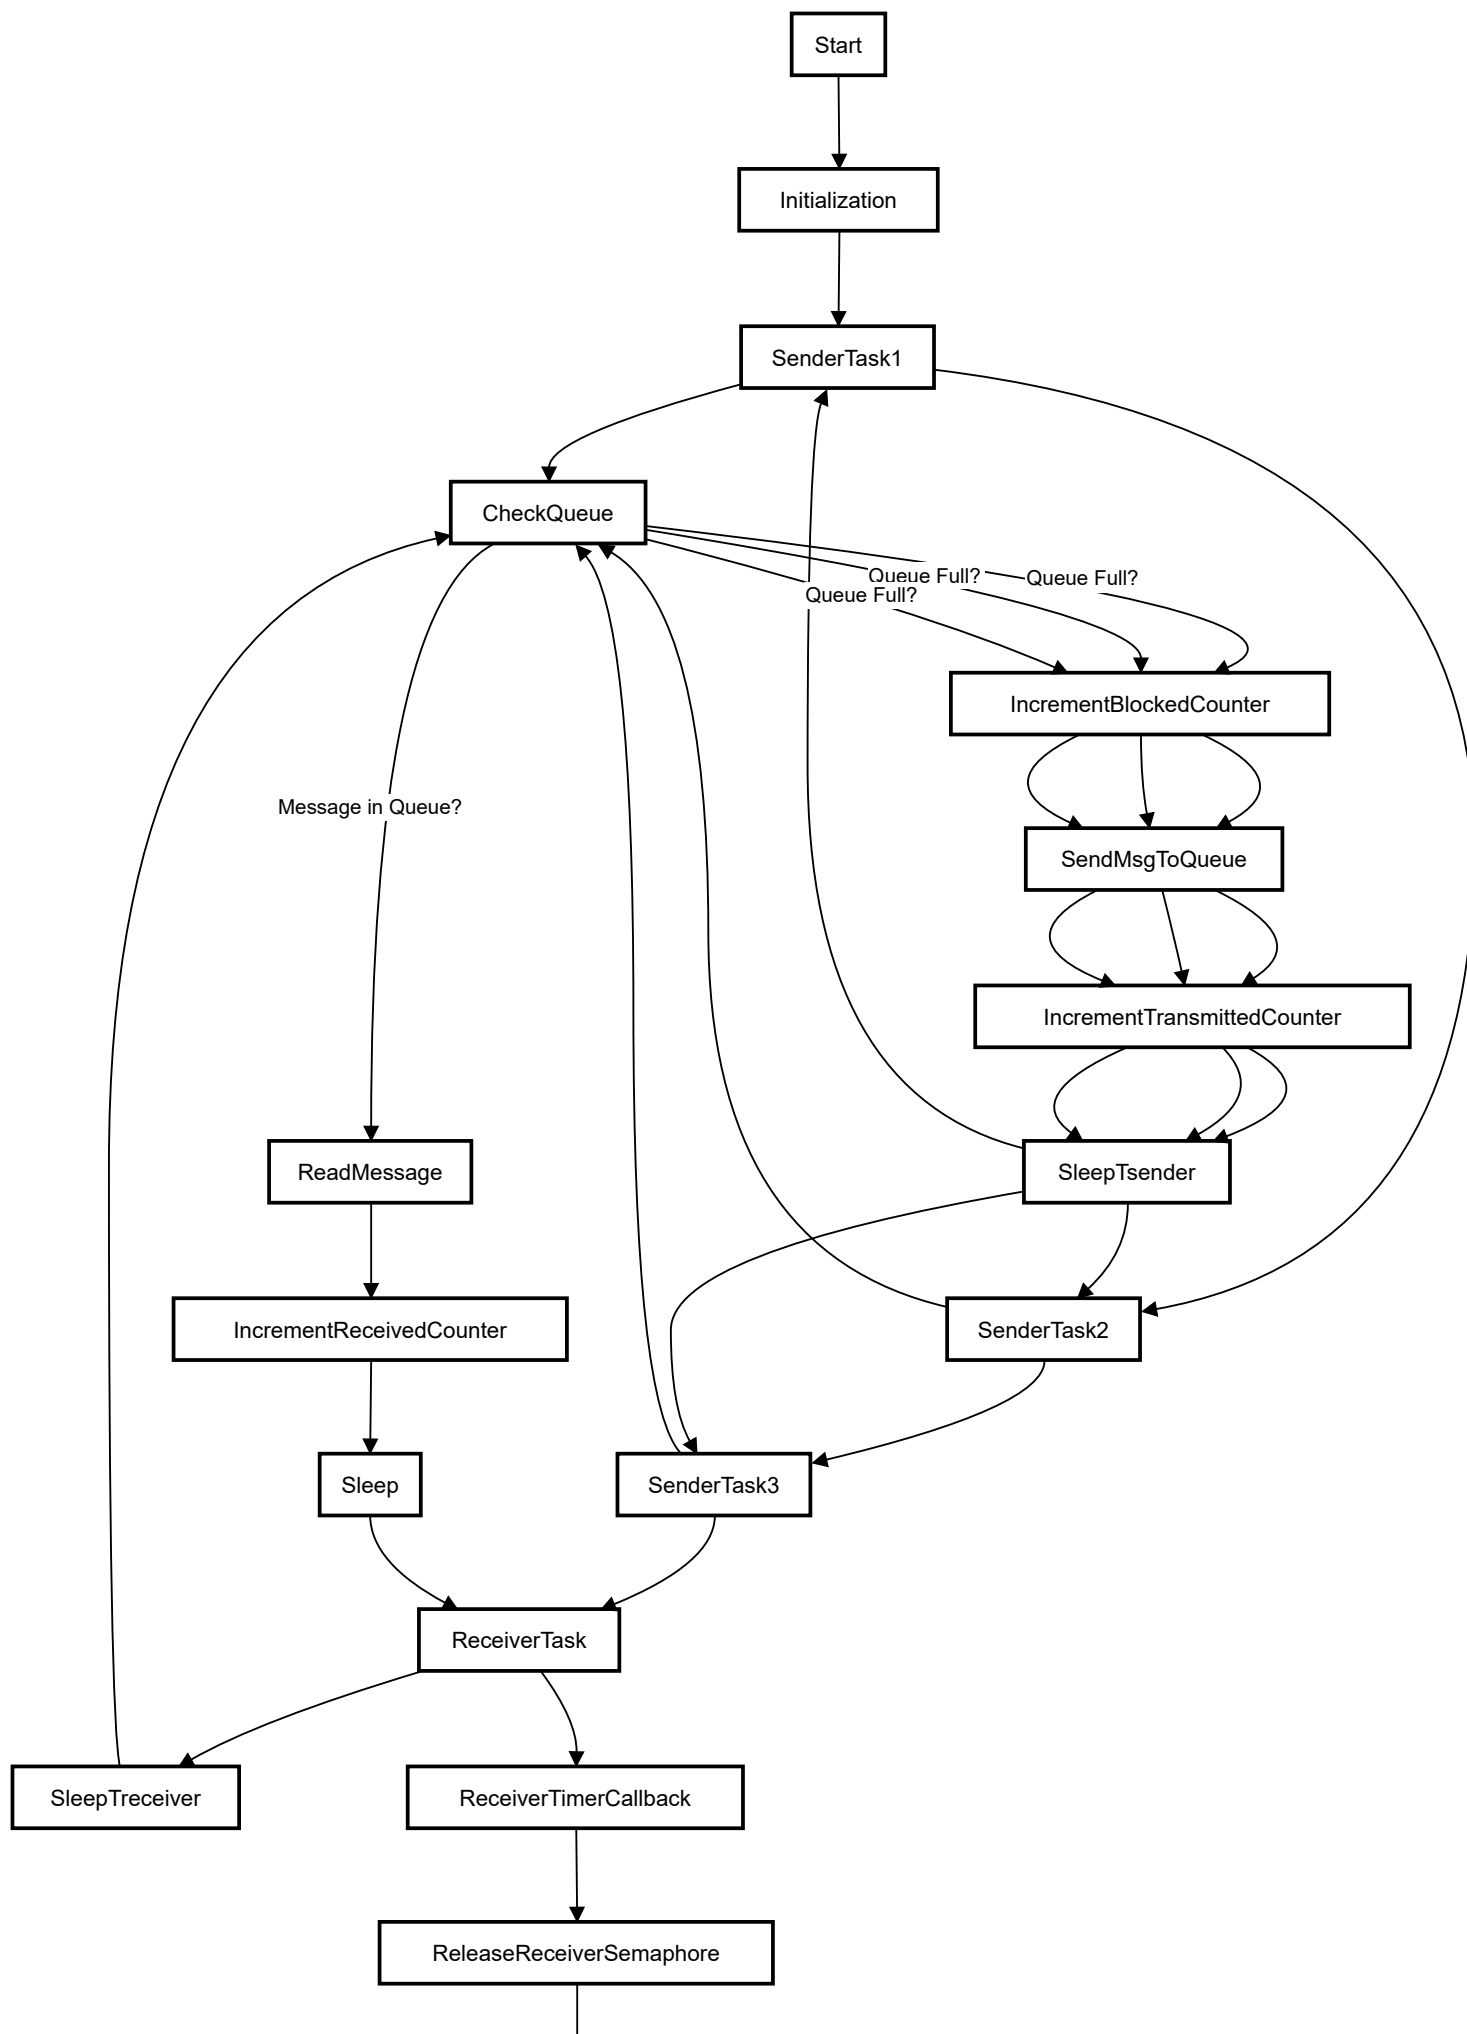 Start
Initialization
SenderTask1
CheckQueue
Queue Full?
Queue Full?
Queue Full?
IncrementBlockedCounter
Message in Queue?
SendMsgToQueue
IncrementTransmittedCounter
ReadMessage
SleepTsender
IncrementReceivedCounter
SenderTask2
Sleep
SenderTask3
ReceiverTask
SleepTreceiver
ReceiverTimerCallback
ReleaseReceiverSemaphore